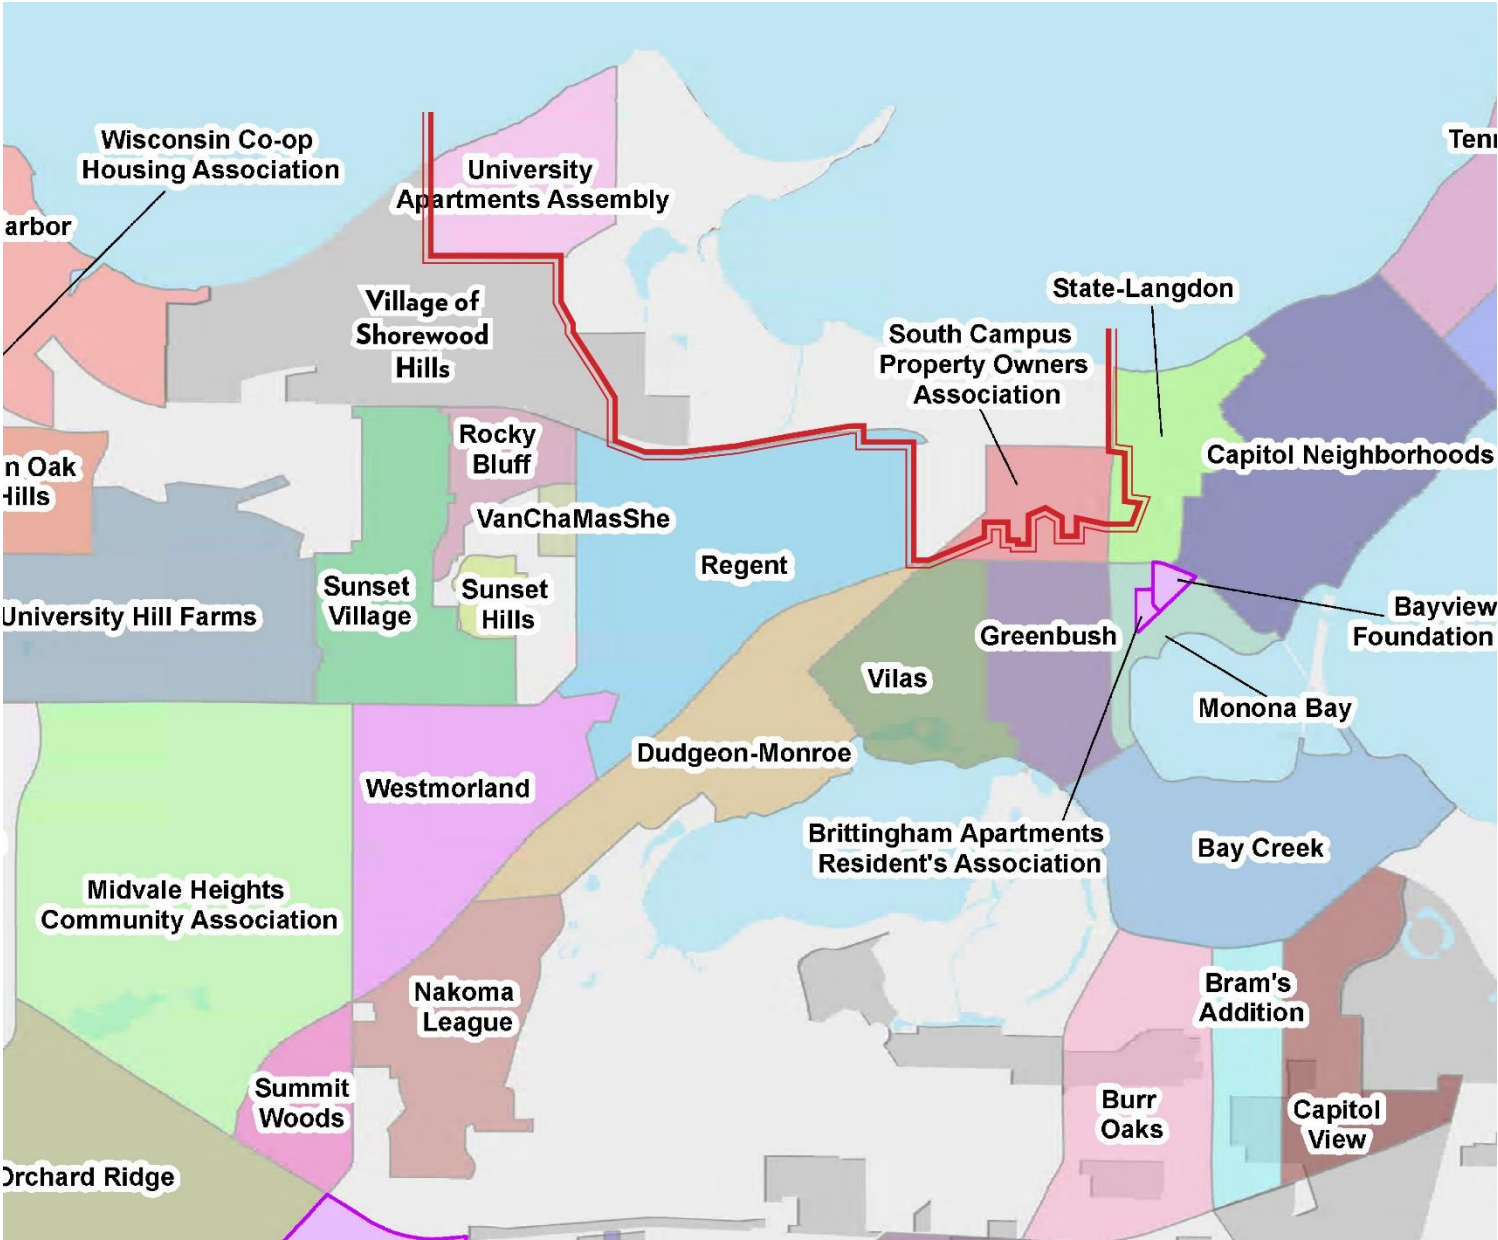 Wisconsin Co-op
Housing Association
University
Apartments Assembly
Tenn
arbor
State-Langdon
Village of
Shorewood
Hills
South Campus
Property Owners
Association
Rocky
Bluff
Capitol Neighborhoods
n Oak
Hills
VanChaMasShe
Regent
Sunset
Village
Sunset
Hills
University Hill Farms
Bayview
Foundation
Greenbush
Vilas
Monona Bay
Dudgeon-Monroe
Westmorland
Brittingham Apartments
Resident's Association
Bay Creek
Midvale Heights
Community Association
Nakoma
League
Bram's
Addition
Summit
Woods
Burr
Oaks
Capitol
View
Orchard Ridge